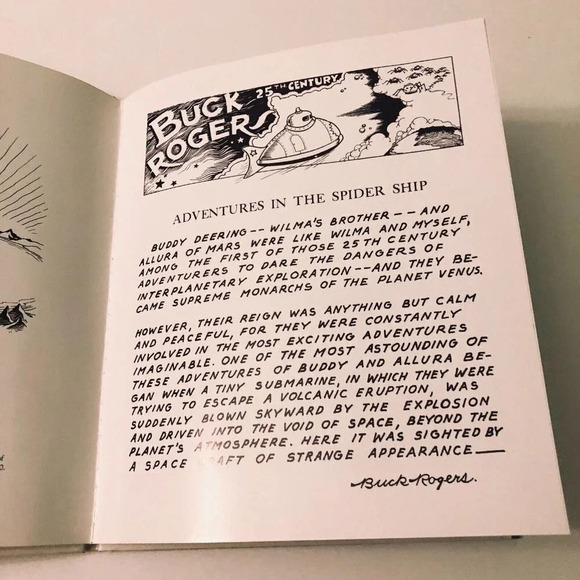 BUCK
ROGERS
25TH CENTURY
ADVENTURES IN THE SPIDER SHIP
BUDDY DEERING -- WILMA'S BROTHER -- AND
ALLURA OF MARS WERE LIKE WILMA AND MYSELF,
AMONG THE FIRST OF THOSE 25TH CENTURY
ADVENTURERS TO DARE THE DANGERS OF
INTERPLANETARY EXPLORATION -- AND THEY BE-
CAME SUPREME MONARCHS OF THE PLANET VENUS.
HOWEVER, THEIR REIGN WAS ANYTHING BUT CALM
AND PEACEFUL, FOR THEY WERE CONSTANTLY
INVOLVED IN THE MOST EXCITING ADVENTURES
IMAGINABLE. ONE OF THE MOST ASTOUNDING OF
THESE ADVENTURES OF BUDDY AND ALLURA BE-
GAN WHEN A TINY SUBMARINE, IN WHICH THEY WERE
TRYING TO ESCAPE A VOLCANIC ERUPTION, WAS
SUDDENLY BLOWN SKYWARD BY THE EXPLOSION
AND DRIVEN INTO THE VOID OF SPACE, BEYOND THE
PLANET'S ATMOSPHERE. HERE IT WAS SIGHTED BY
A SPACE CRAFT OF STRANGE APPEARANCE —
Buck Rogers.